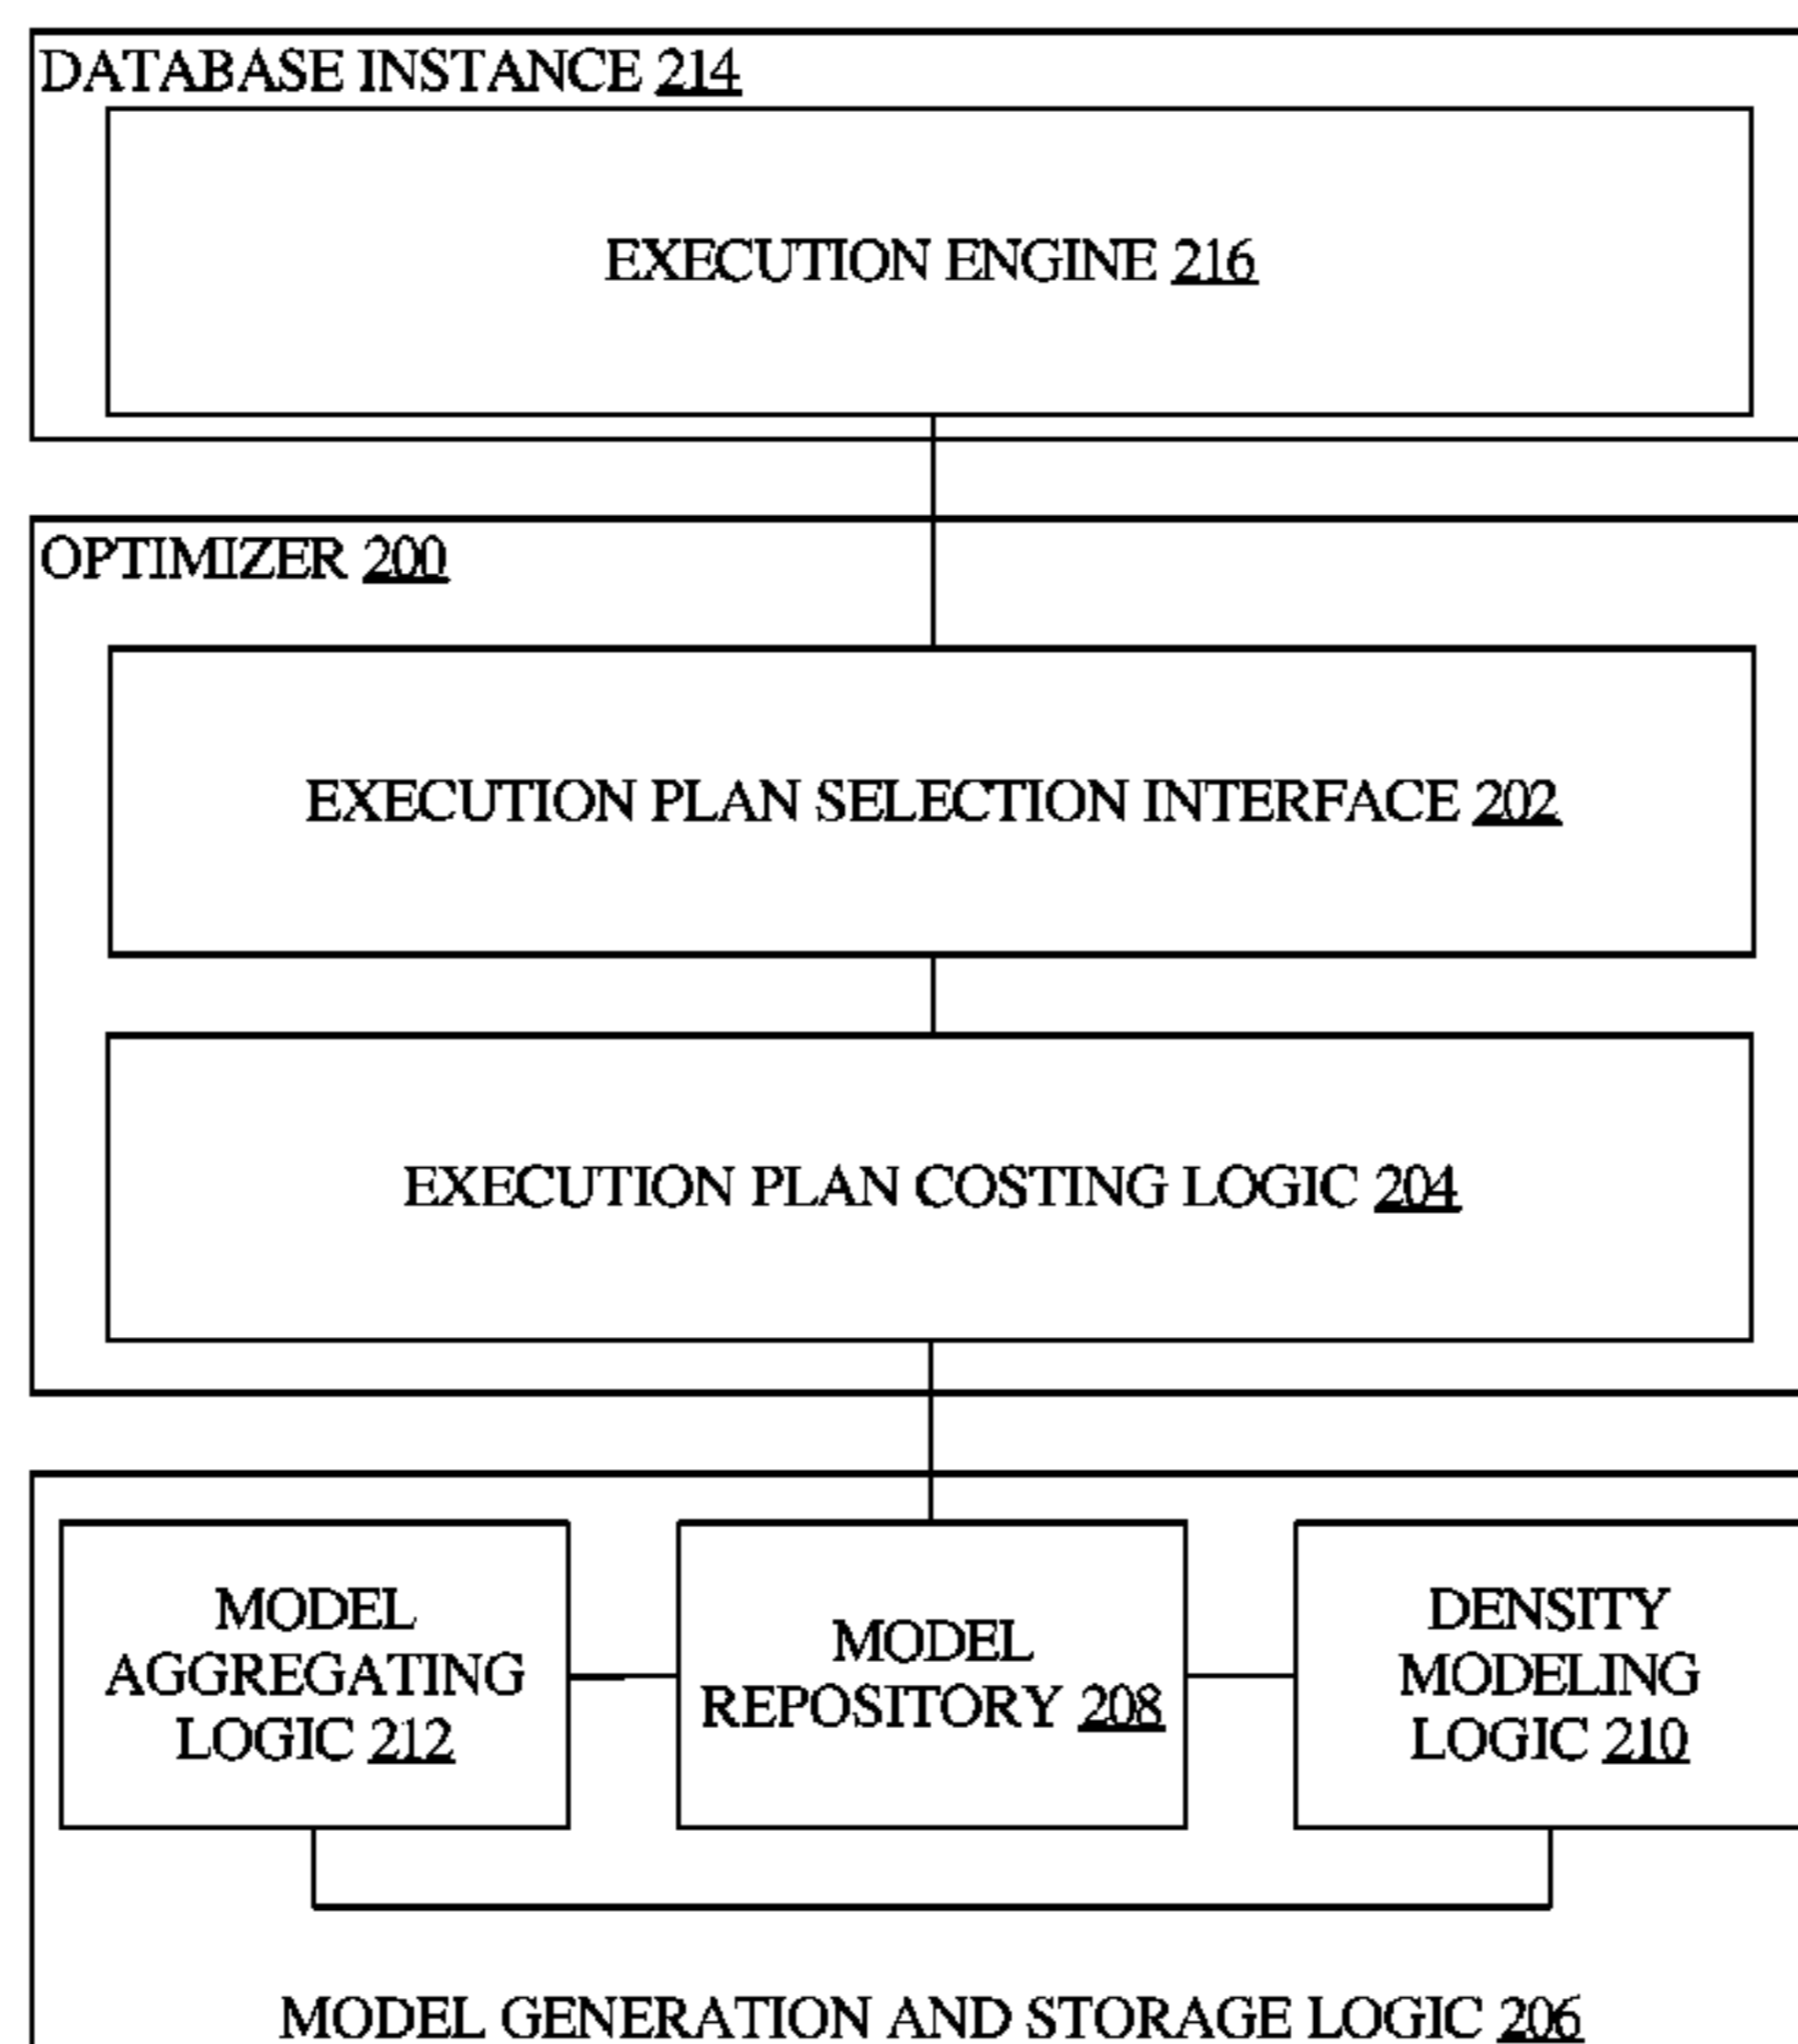 DATABASE INSTANCE 214
EXECUTION ENGINE 216
OPTIMIZER 200
EXECUTION PLAN SELECTION INTERFACE 202
EXECUTION PLAN COSTING LOGIC 204
MODEL
AGGREGATING
LOGIC 212
MODEL
REPOSITORY 208
DENSITY
MODELING
LOGIC 210
MODEL GENERATION AND STORAGE LOGIC 206